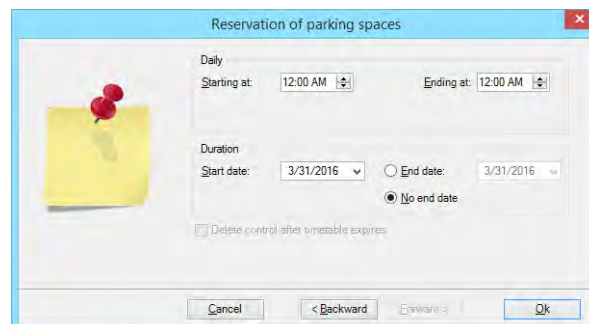 Reservation of parking spaces
Daily
Starting at: 12:00 AM Ending at: 12:00 AM
Duration
Start date: 3/31/2016 End date: 3/31/2016
No end date
Delete control after timetable expires
Cancel < Backward Forward > Ok